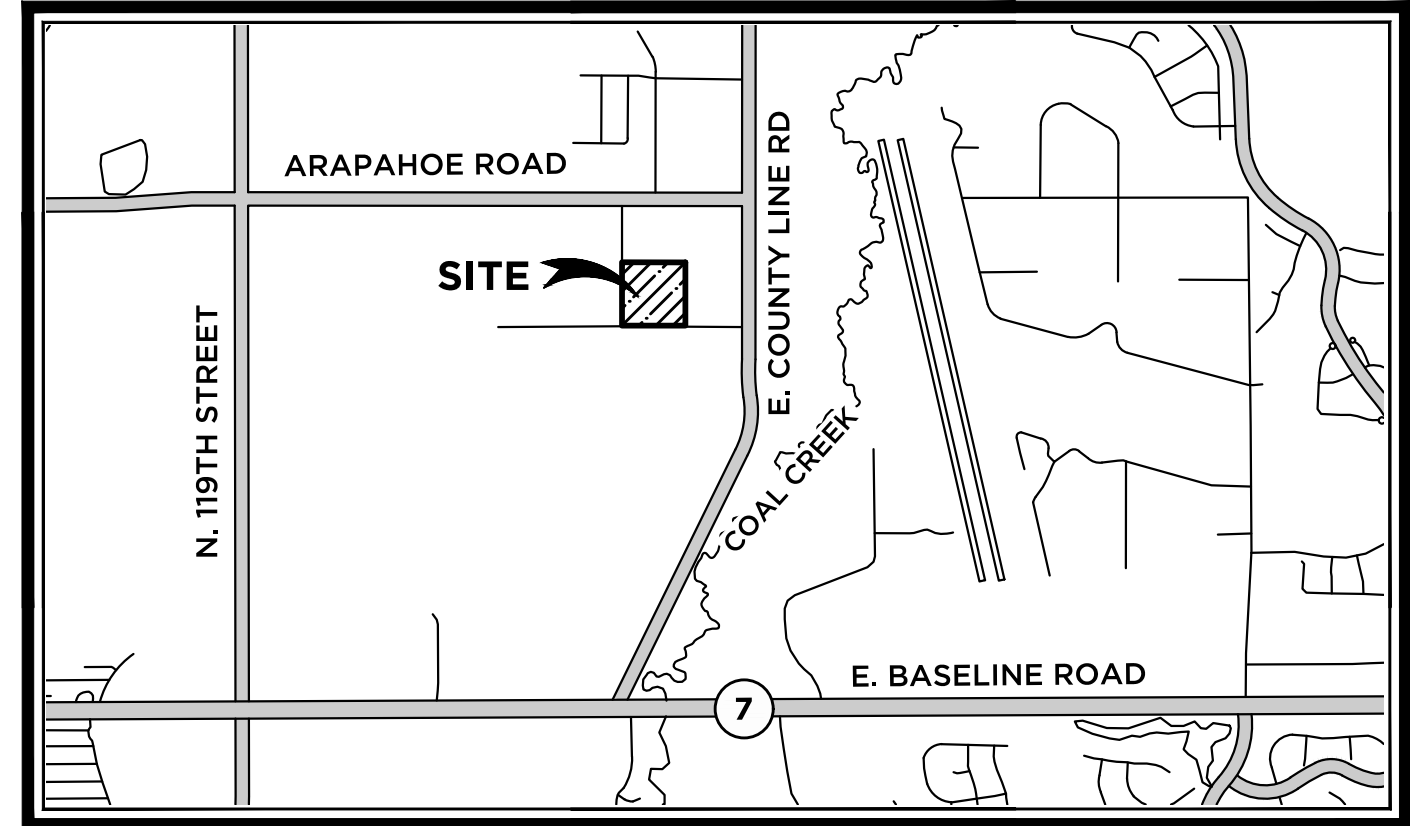 ARAPAHOE ROAD
E. COUNTY LINE RD
SITE
N. 119TH STREET
COAL CREEK
E. BASELINE ROAD
7